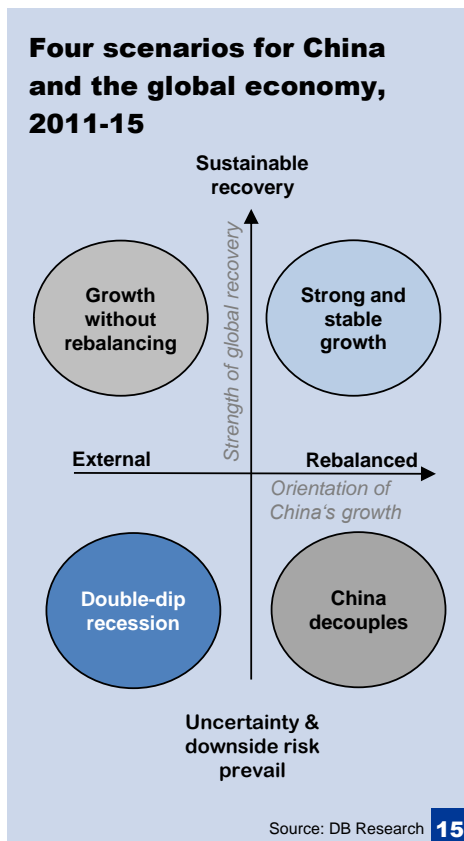 Four scenarios for China
and the global economy,
2011-15
Sustainable
recovery
Strength of global recovery
Growth
without
rebalancing
Strong and
stable
growth
External
Rebalanced
Orientation of
China‘s growth
Double-dip
recession
China
decouples
Uncertainty &
downside risk
prevail
Source: DB Research
15